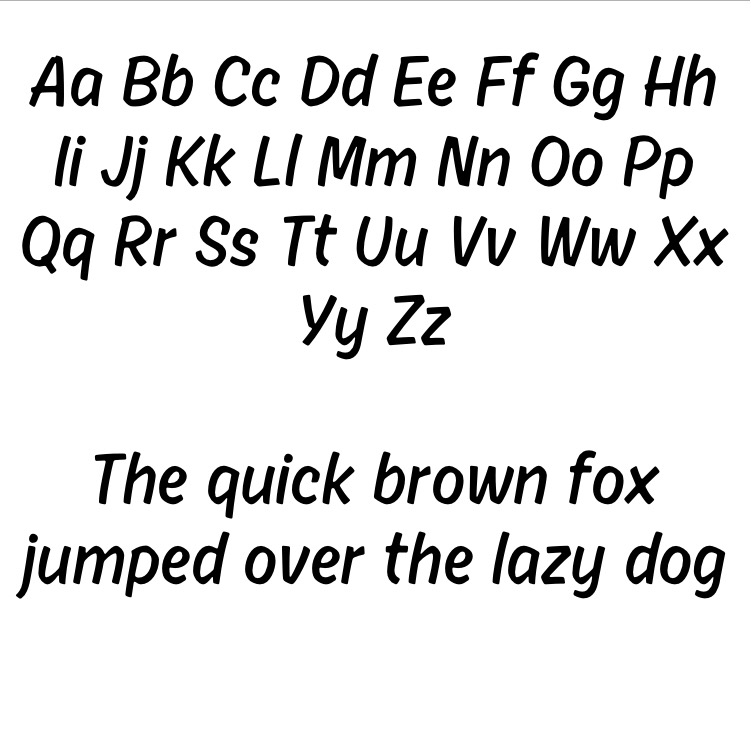 Aa Bb Cc Dd Ee Ff Gg Hh
Ii Jj Kk Ll Mm Nn Oo Pp
Qq Rr Ss Tt Uu Vv Ww Xx
Yy Zz
The quick brown fox
jumped over the lazy dog